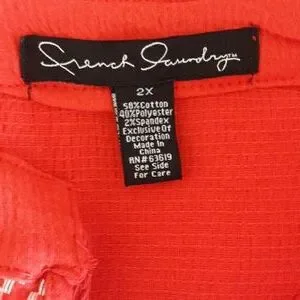 French Laundry™
2X
58%Cotton
40%Polyester
2%Spandex
Exclusive Of
Decoration
Made In
China
RN#63619
See Side
For Care